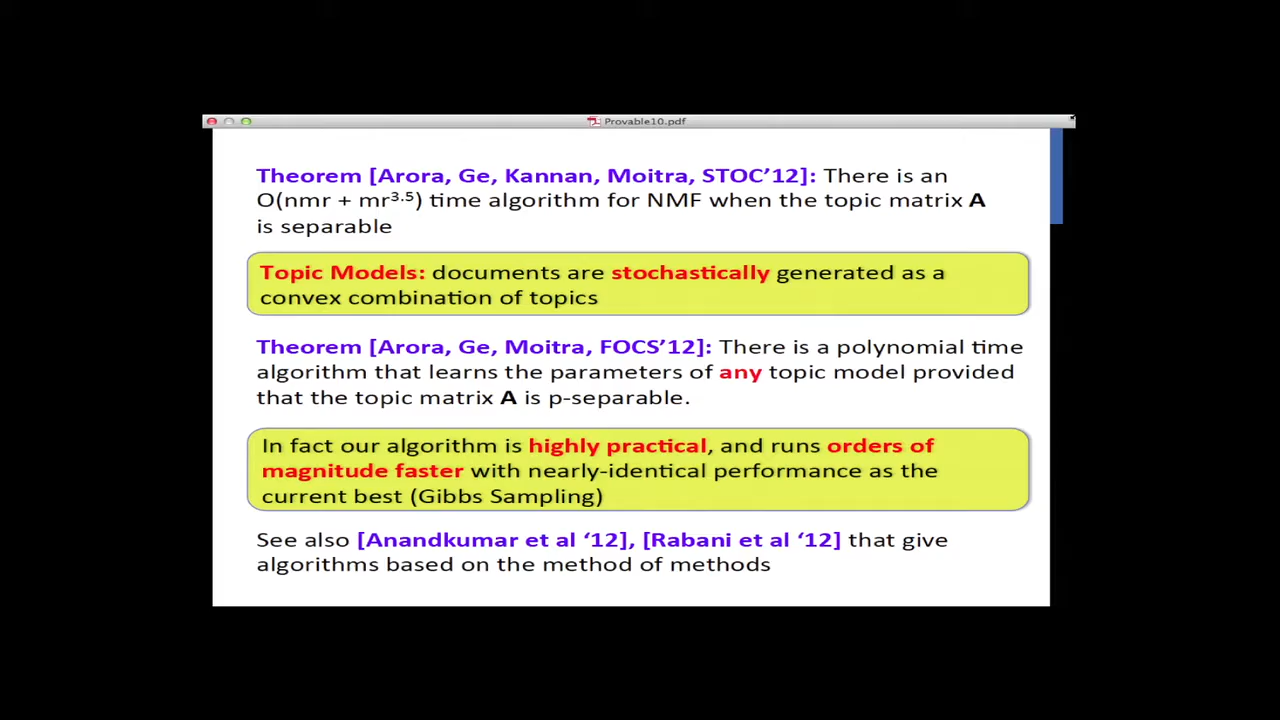 Provable10.pdf
Theorem [Arora, Ge, Kannan, Moitra, STOC’12]: There is an
O(nmr + mr³·⁵) time algorithm for NMF when the topic matrix A
is separable
Topic Models: documents are stochastically generated as a
convex combination of topics
Theorem [Arora, Ge, Moitra, FOCS’12]: There is a polynomial time
algorithm that learns the parameters of any topic model provided
that the topic matrix A is p-separable.
In fact our algorithm is highly practical, and runs orders of
magnitude faster with nearly-identical performance as the
current best (Gibbs Sampling)
See also [Anandkumar et al ‘12], [Rabani et al ‘12] that give
algorithms based on the method of methods